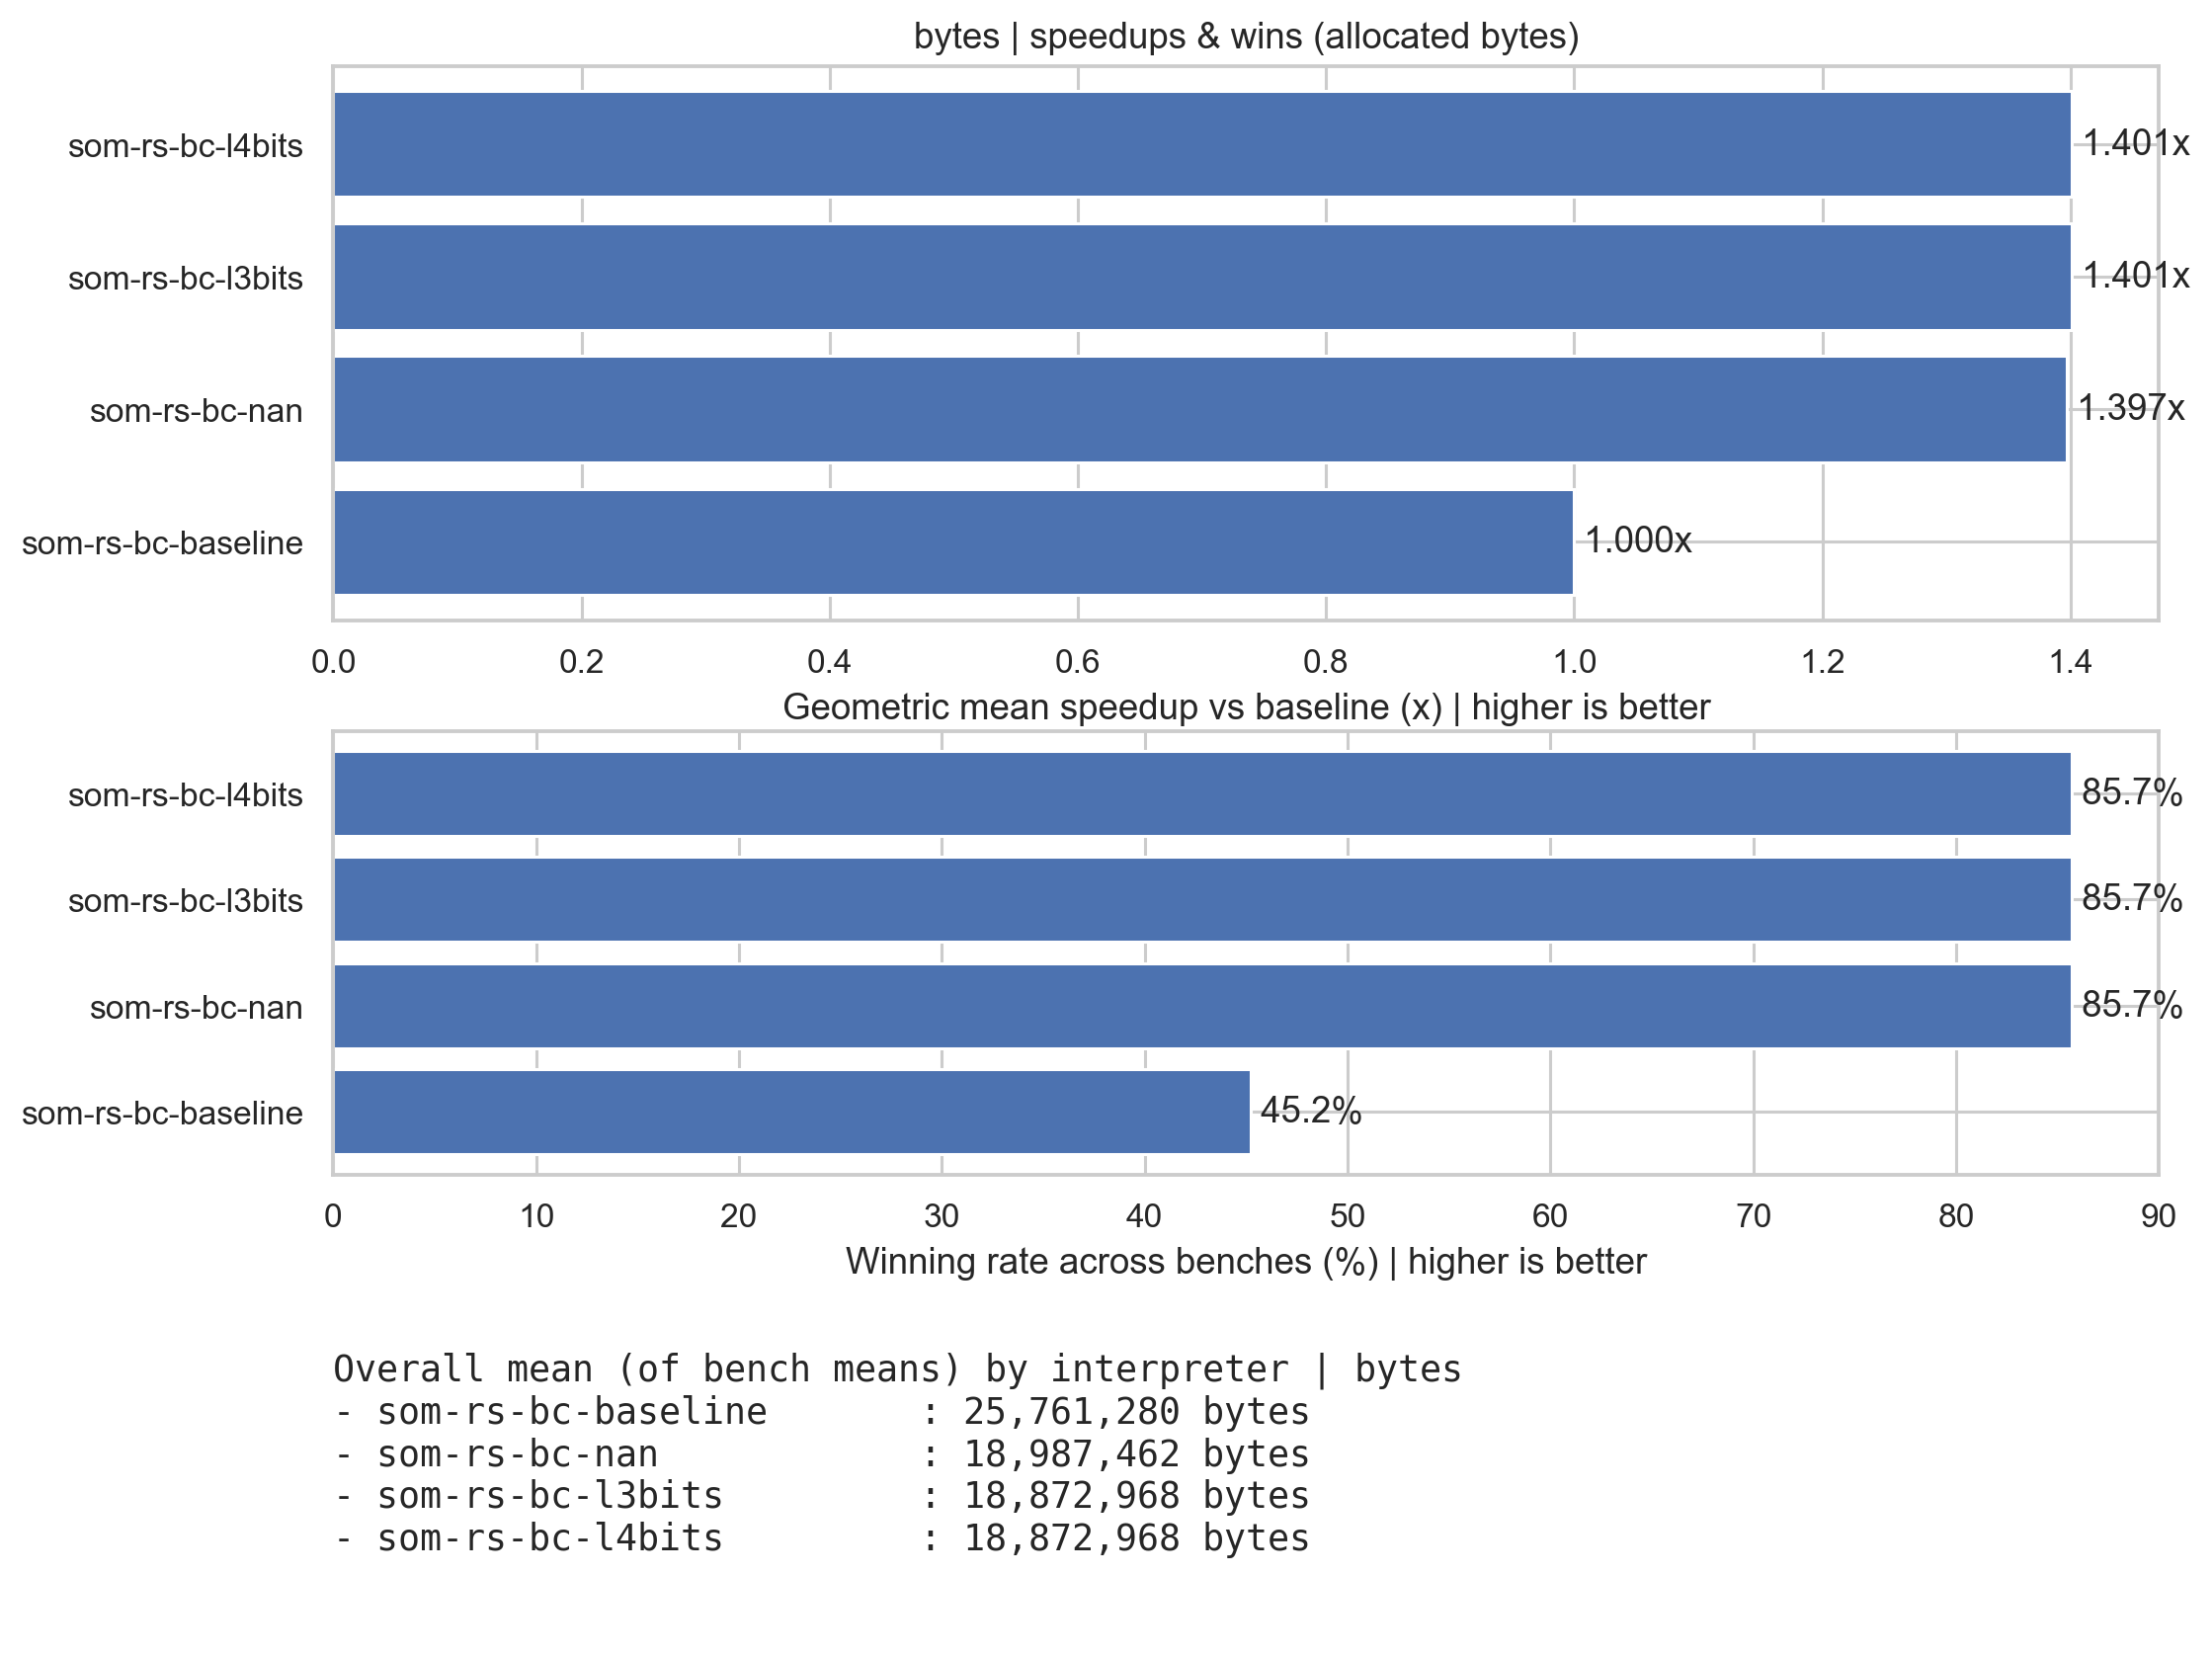 bytes | speedups & wins (allocated bytes)
som-rs-bc-l4bits
1.401x
som-rs-bc-l3bits
1.401x
som-rs-bc-nan
1.397x
som-rs-bc-baseline
1.000x
0.0 0.2 0.4 0.6 0.8 1.0 1.2 1.4
Geometric mean speedup vs baseline (x) | higher is better
som-rs-bc-l4bits
85.7%
som-rs-bc-l3bits
85.7%
som-rs-bc-nan
85.7%
som-rs-bc-baseline
45.2%
0 10 20 30 40 50 60 70 80 90
Winning rate across benches (%) | higher is better
Overall mean (of bench means) by interpreter | bytes
- som-rs-bc-baseline : 25,761,280 bytes
- som-rs-bc-nan : 18,987,462 bytes
- som-rs-bc-l3bits : 18,872,968 bytes
- som-rs-bc-l4bits : 18,872,968 bytes